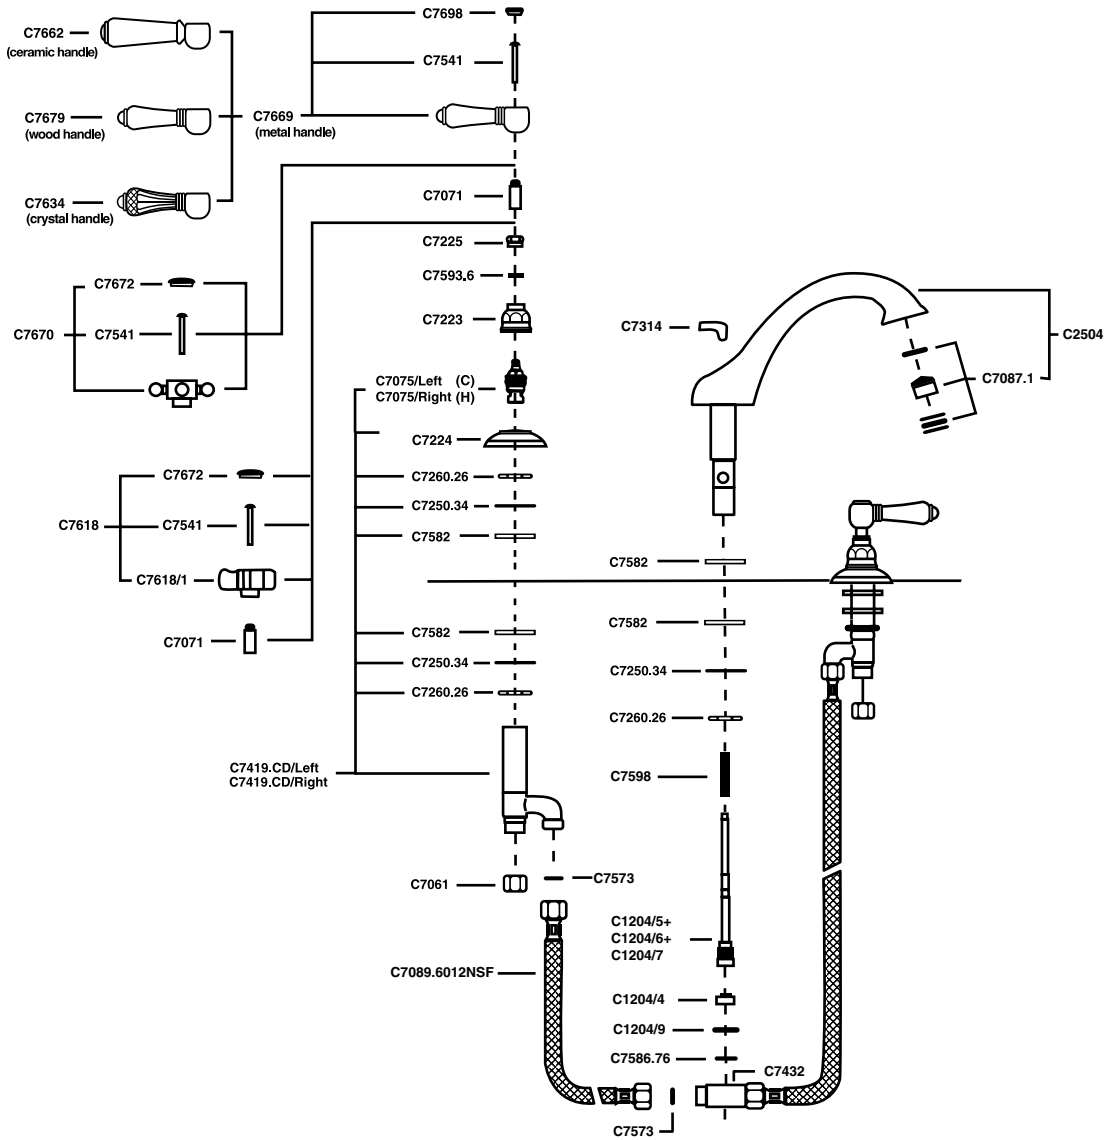 C7698
C7662
(ceramic handle)
C7541
C7679
(wood handle)
C7669
(metal handle)
C7634
(crystal handle)
C7071
C7225
C7593.6
C7672
C7670
C7541
C7223
C7314
C2504
C7087.1
C7075/Left (C)
C7075/Right (H)
C7224
C7672
C7260.26
C7250.34
C7618
C7541
C7582
C7582
C7618/1
C7582
C7582
C7071
C7250.34
C7250.34
C7260.26
C7260.26
C7419.CD/Left
C7419.CD/Right
C7598
C7061
C7573
C1204/5+
C1204/6+
C1204/7
C7089.6012NSF
C1204/4
C1204/9
C7586.76
C7432
C7573